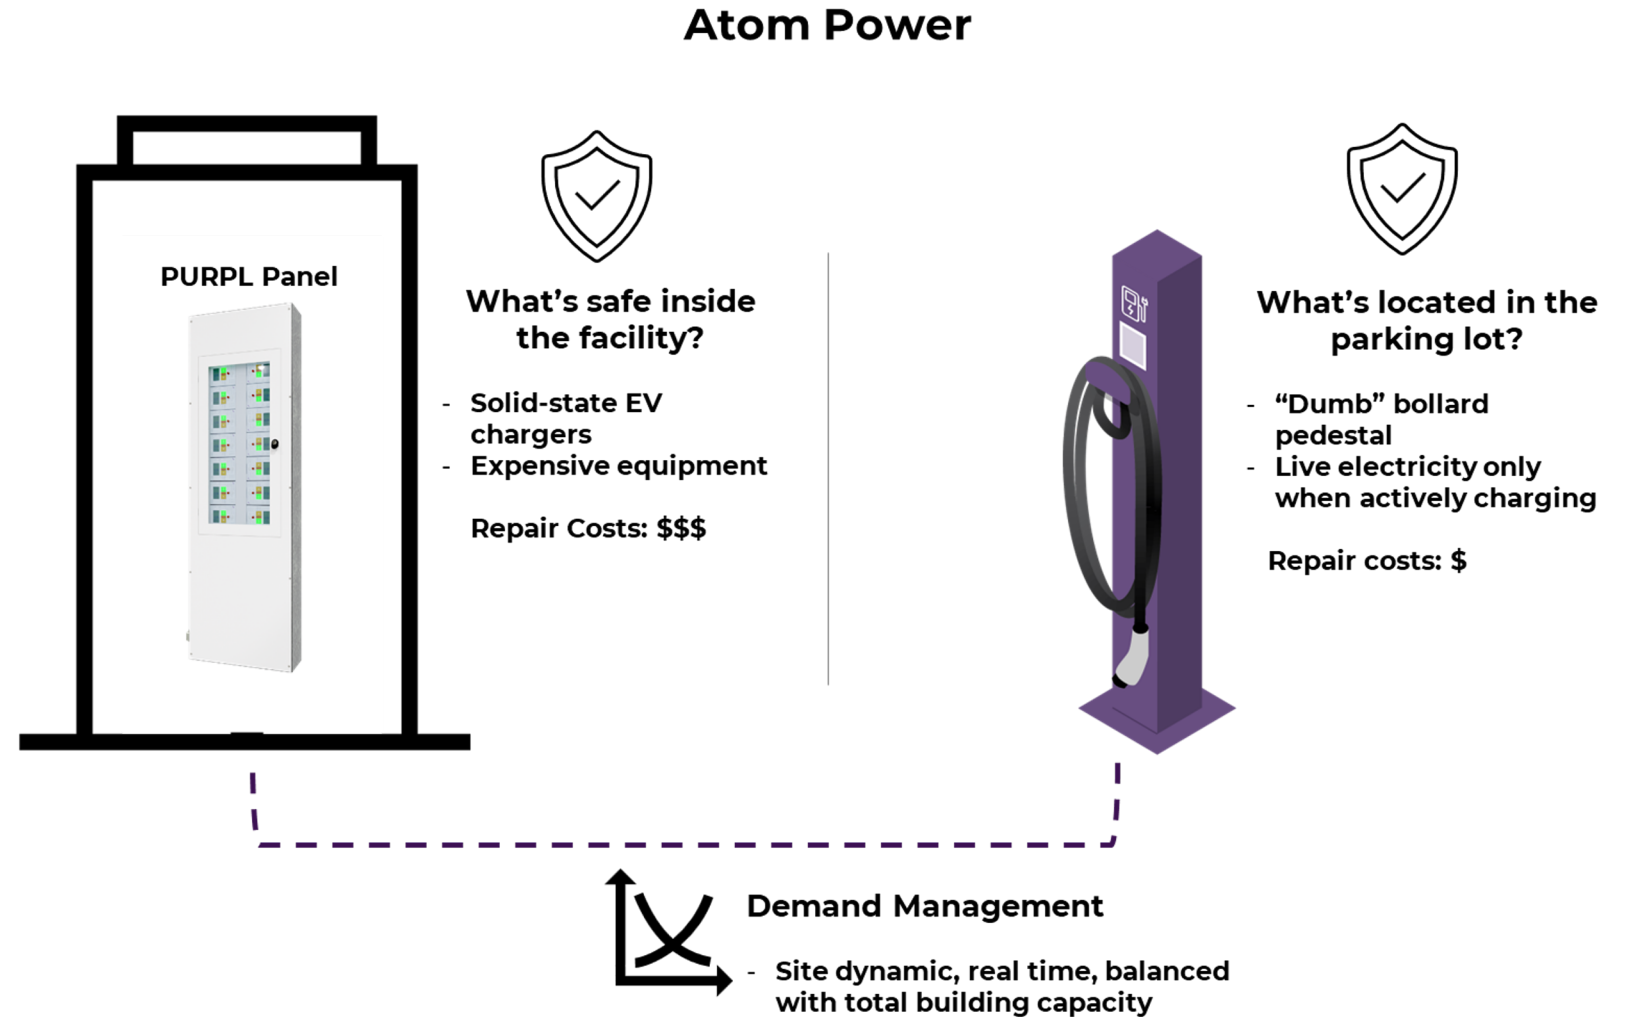 Atom Power
PURPL Panel
What’s safe inside
the facility?
- Solid-state EV
chargers
- Expensive equipment
Repair Costs: $$$
What’s located in the
parking lot?
- “Dumb” bollard
pedestal
- Live electricity only
when actively charging
Repair costs: $
Demand Management
- Site dynamic, real time, balanced
with total building capacity